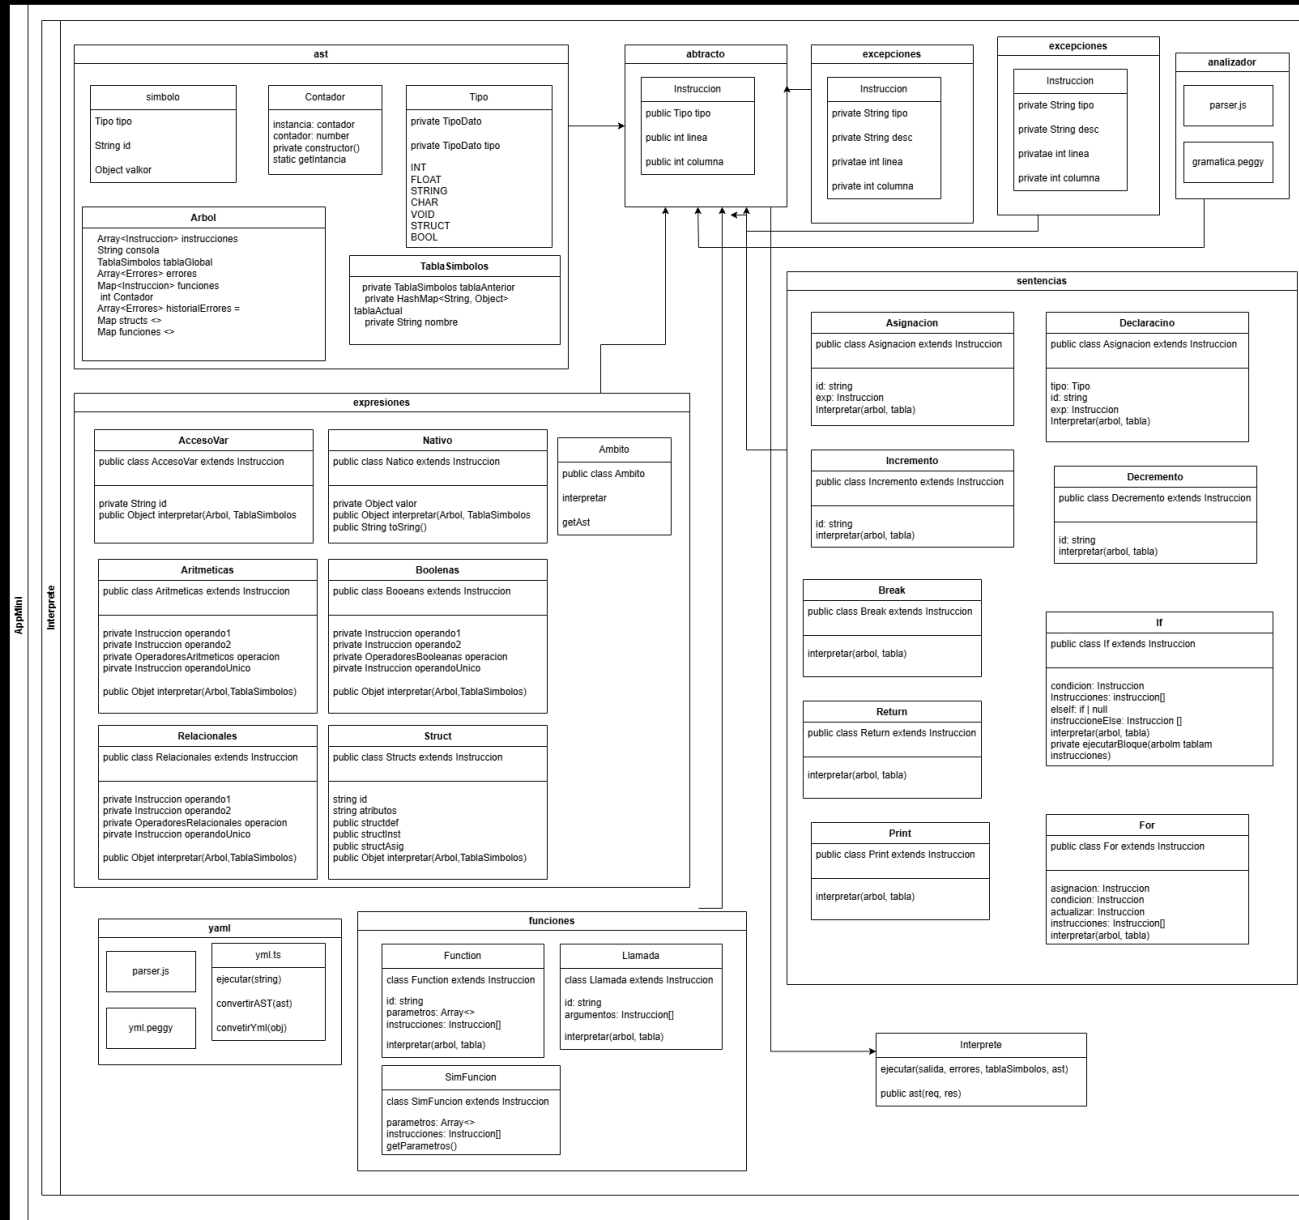 AppMini
Interprete
ast
simbolo
Tipo tipo
String id
Object valkor
Contador
instancia: contador
contador: number
private constructor()
static getIntancia
Tipo
private TipoDato
private TipoDato tipo
INT
FLOAT
STRING
CHAR
VOID
STRUCT
BOOL
Arbol
Array<Instruccion> instrucciones
String consola
TablaSimbolos tablaGlobal
Array<Errores> errores
Map<Instruccion> funciones
int Contador
Array<Errores> historialErrores =
Map structs <>
Map funciones <>
TablaSimbolos
private TablaSimbolos tablaAnterior
private HashMap<String, Object>
tablaActual
private String nombre
abtracto
Instruccion
public Tipo tipo
public int linea
public int columna
excepciones
Instruccion
private String tipo
private String desc
privatae int linea
private int columna
excepciones
Instruccion
private String tipo
private String desc
privatae int linea
private int columna
analizador
parser.js
gramatica.peggy
expresiones
AccesoVar
public class AccesoVar extends Instruccion
private String id
public Object interpretar(Arbol, TablaSimbolos
Nativo
public class Natico extends Instruccion
private Object valor
public Object interpretar(Arbol, TablaSimbolos
public String toSring()
Ambito
public class Ambito
interpretar
getAst
Aritmeticas
public class Aritmeticas extends Instruccion
private Instruccion operando1
private Instruccion operando2
private OperadoresAritmeticos operacion
pirvate Instruccion operandoUnico
public Objet interpretar(Arbol,TablaSimbolos)
Boolenas
public class Booeans extends Instruccion
private Instruccion operando1
private Instruccion operando2
private OperadoresBooleanas operacion
pirvate Instruccion operandoUnico
public Objet interpretar(Arbol,TablaSimbolos)
Relacionales
public class Relacionales extends Instruccion
private Instruccion operando1
private Instruccion operando2
private OperadoresRelacionales operacion
pirvate Instruccion operandoUnico
public Objet interpretar(Arbol,TablaSimbolos)
Struct
public class Structs extends Instruccion
string id
string atributos
public structdef
public structInst
public structAsig
public Objet interpretar(Arbol,TablaSimbolos)
sentencias
Asignacion
public class Asignacion extends Instruccion
id: string
exp: Instruccion
Interpretar(arbol, tabla)
Declaracino
public class Asignacion extends Instruccion
tipo: Tipo
id: string
exp: Instruccion
Interpretar(arbol, tabla)
Incremento
public class Incremento extends Instruccion
id: string
interpretar(arbol, tabla)
Decremento
public class Decremento extends Instruccion
id: string
interpretar(arbol, tabla)
Break
public class Break extends Instruccion
interpretar(arbol, tabla)
If
public class If extends Instruccion
condicion: Instruccion
Instrucciones: instruccion[]
elseIf: if | null
instruccioneElse: Instruccion []
interpretar(arbol, tabla)
private ejecutarBloque(arbolm tablam
instrucciones)
Return
public class Return extends Instruccion
interpretar(arbol, tabla)
Print
public class Print extends Instruccion
interpretar(arbol, tabla)
For
public class For extends Instruccion
asignacion: Instruccion
condicion: Instruccion
actualizar: Instruccion
instrucciones: Instruccion[]
interpretar(arbol, tabla)
yaml
parser.js
yml.peggy
yml.ts
ejecutar(string)
convertirAST(ast)
convetirYml(obj)
funciones
Function
class Function extends Instruccion
id: string
parametros: Array<>
instrucciones: Instruccion[]
interpretar(arbol, tabla)
Llamada
class Llamada extends Instruccion
id: string
argumentos: Instruccion[]
interpretar(arbol, tabla)
SimFuncion
class SimFuncion extends Instruccion
parametros: Array<>
instrucciones: Instruccion[]
getParametros()
Interprete
ejecutar(salida, errores, tablaSimbolos, ast)
public ast(req, res)